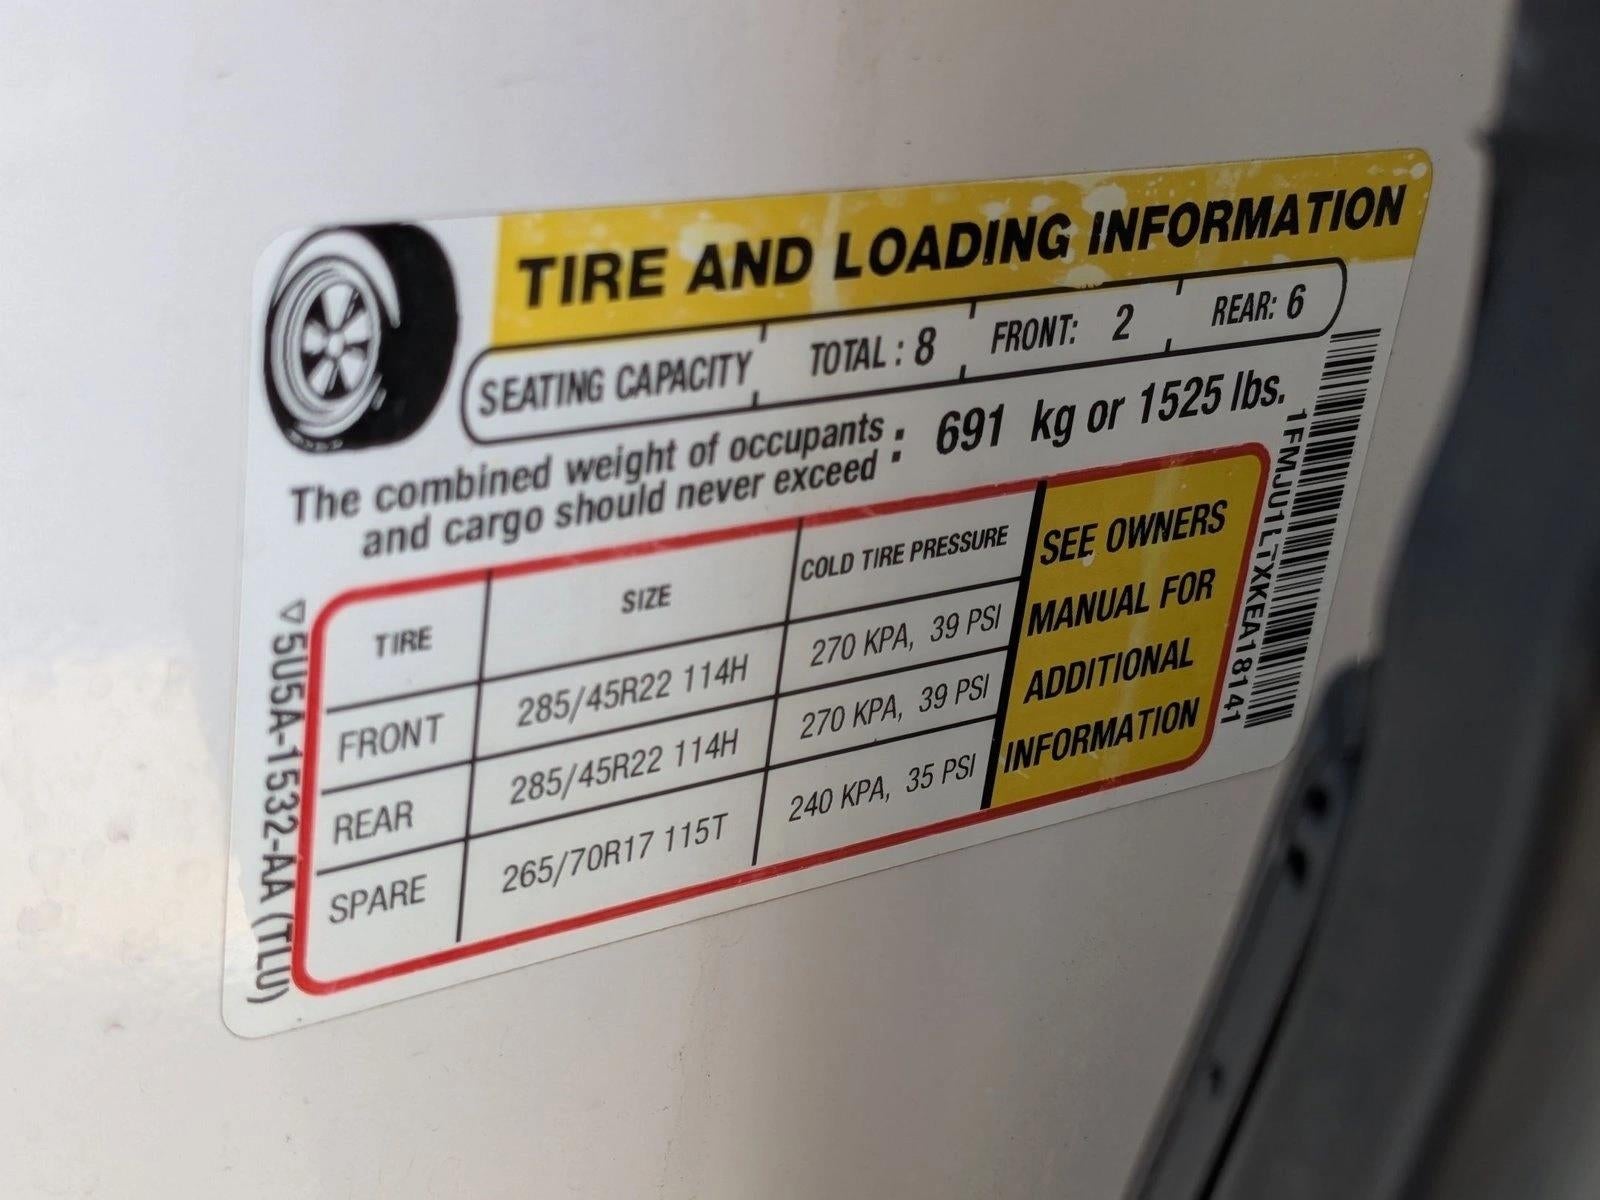 TIRE AND LOADING INFORMATION
SEATING CAPACITY TOTAL : 8 FRONT: 2 REAR: 6
The combined weight of occupants
and cargo should never exceed : 691 kg or 1525 lbs.
TIRE SIZE COLD TIRE PRESSURE
FRONT 285/45R22 114H 270 KPA, 39 PSI
REAR 285/45R22 114H 270 KPA, 39 PSI
SPARE 265/70R17 115T 240 KPA, 35 PSI
SEE OWNERS
MANUAL FOR
ADDITIONAL
INFORMATION
1FMJU1LTXKEA18141
▽5U5A-1532-AA (TLU)